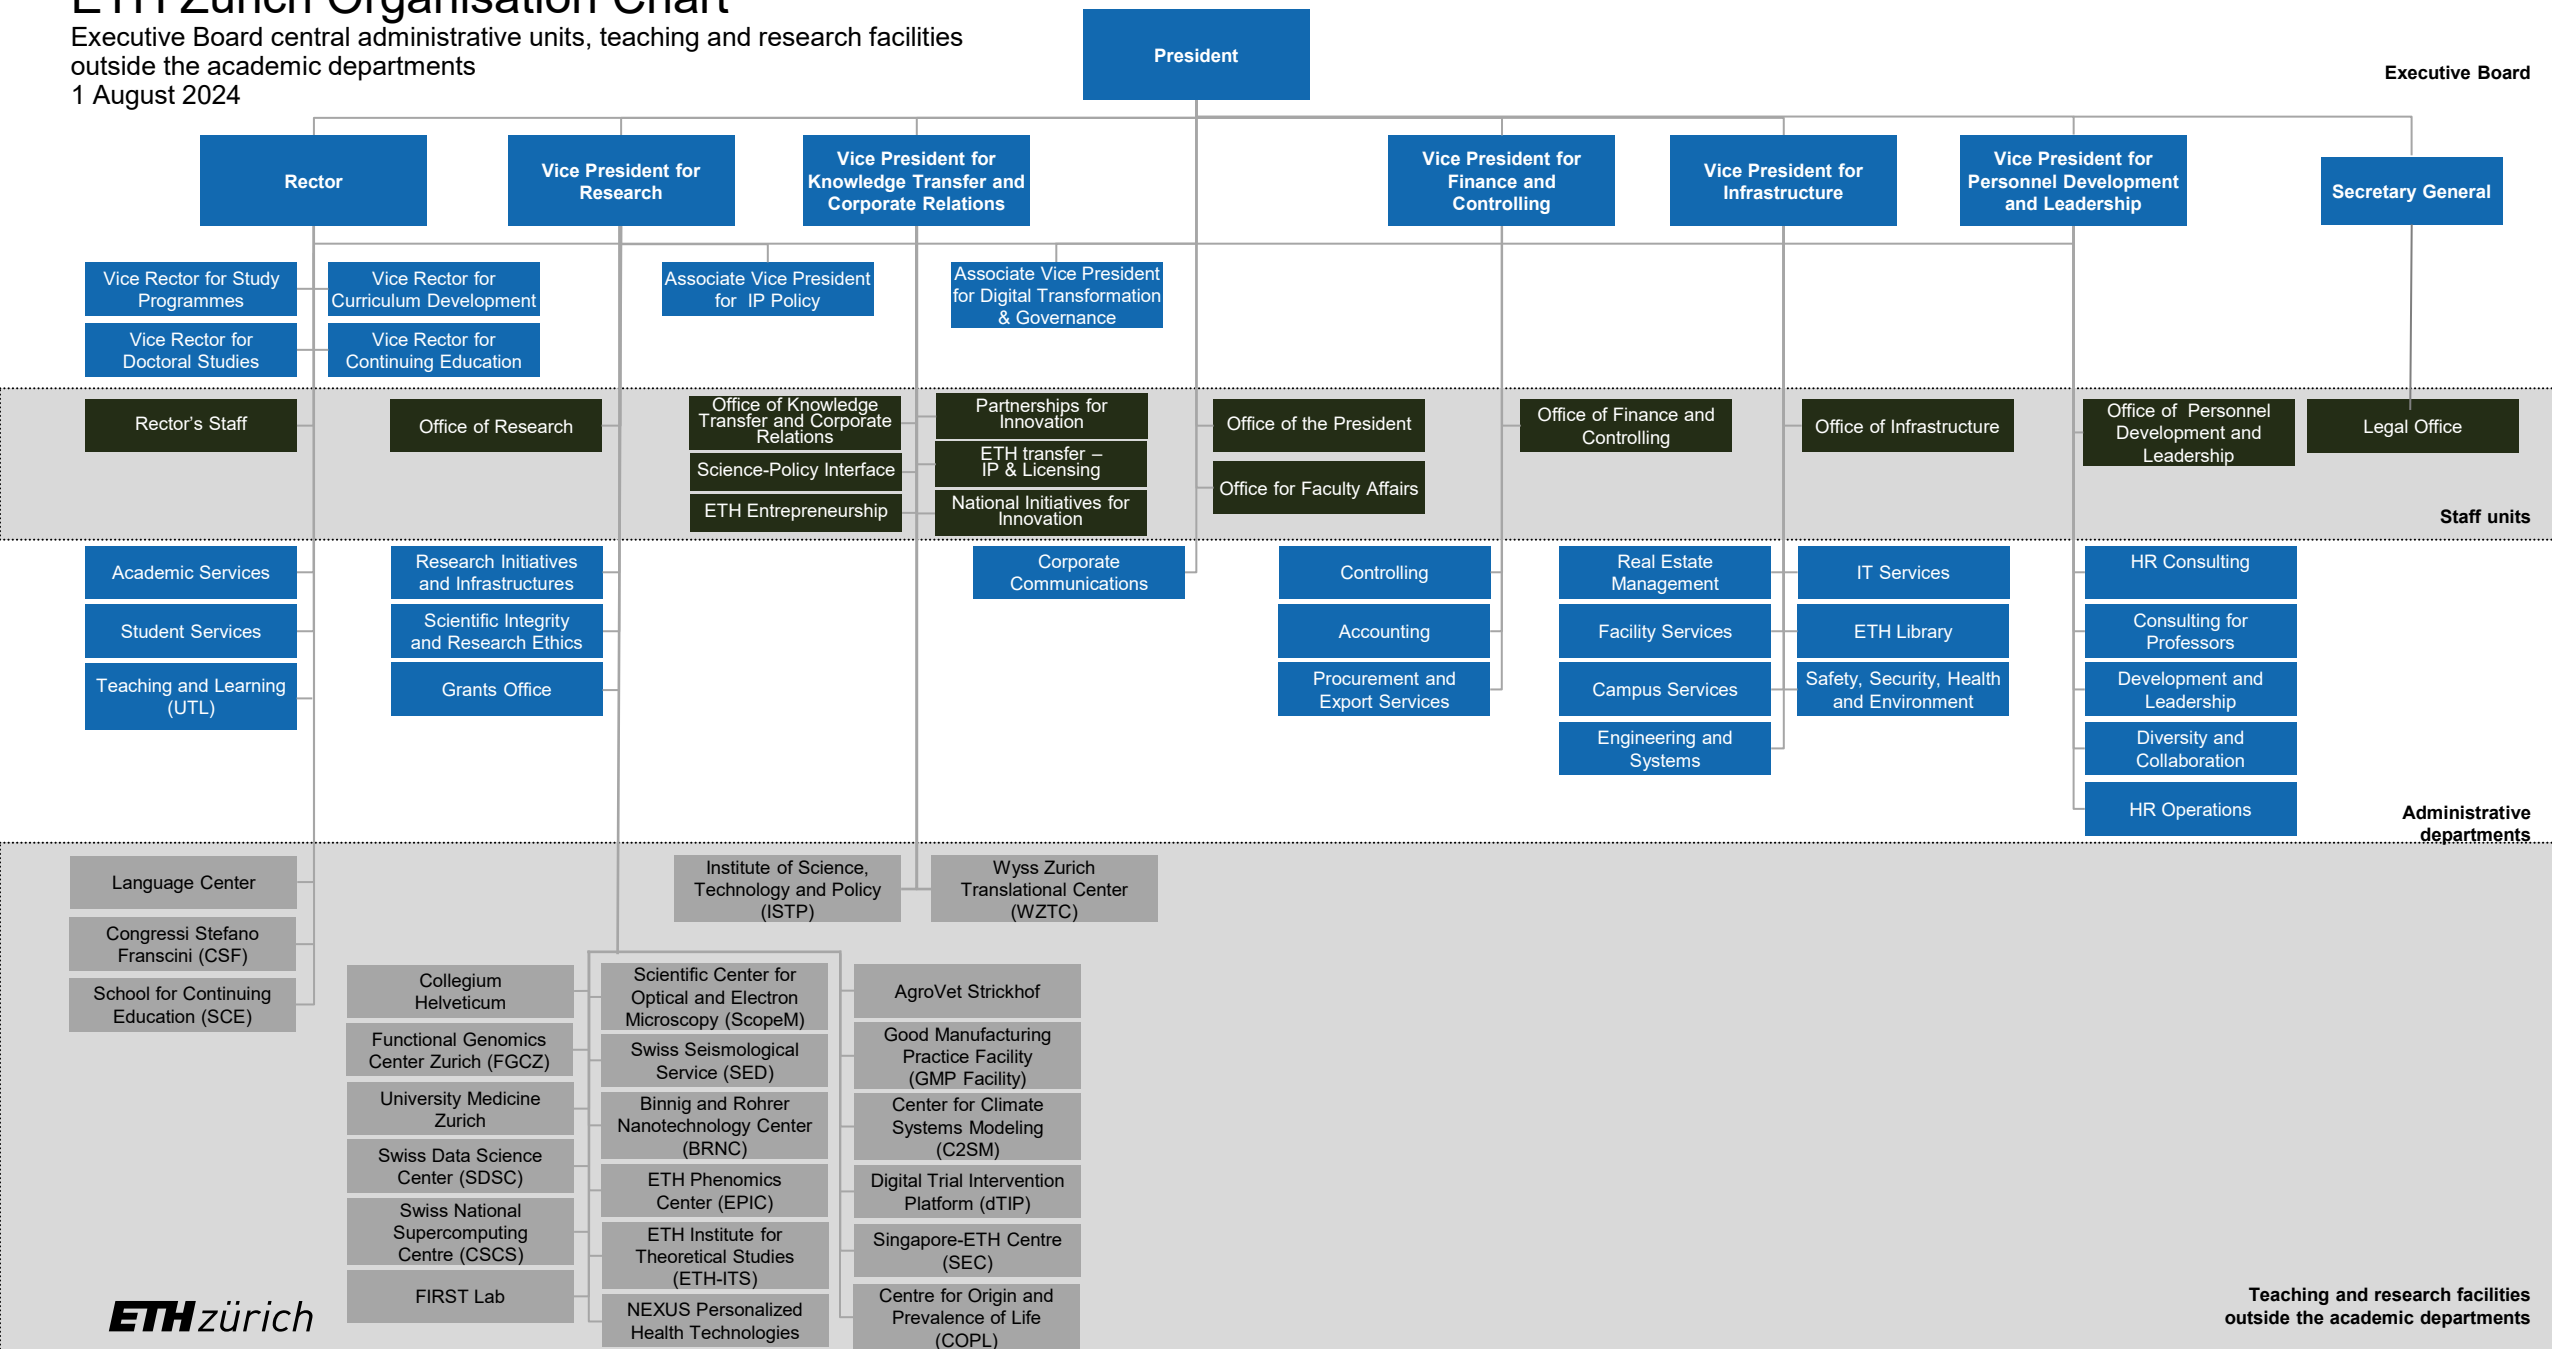 ETH Zürich Organisation Chart
Executive Board central administrative units, teaching and research facilities
outside the academic departments
1 August 2024
President
Executive Board
Rector
Vice President for
Research
Vice President for
Knowledge Transfer and
Corporate Relations
Vice President for
Finance and
Controlling
Vice President for
Infrastructure
Vice President for
Personnel Development
and Leadership
Secretary General
Vice Rector for Study
Programmes
Vice Rector for
Curriculum Development
Vice Rector for
Doctoral Studies
Vice Rector for
Continuing Education
Associate Vice President
for IP Policy
Associate Vice President
for Digital Transformation
& Governance
Rector's Staff
Office of Research
Office of Knowledge
Transfer and Corporate
Relations
Science-Policy Interface
ETH Entrepreneurship
Partnerships for
Innovation
ETH transfer –
IP & Licensing
National Initiatives for
Innovation
Office of the President
Office for Faculty Affairs
Office of Finance and
Controlling
Office of Infrastructure
Office of Personnel
Development and
Leadership
Legal Office
Staff units
Academic Services
Student Services
Teaching and Learning
(UTL)
Research Initiatives
and Infrastructures
Scientific Integrity
and Research Ethics
Grants Office
Corporate
Communications
Controlling
Accounting
Procurement and
Export Services
Real Estate
Management
Facility Services
Campus Services
Engineering and
Systems
IT Services
ETH Library
Safety, Security, Health
and Environment
HR Consulting
Consulting for
Professors
Development and
Leadership
Diversity and
Collaboration
HR Operations
Administrative
departments
Language Center
Congressi Stefano
Franscini (CSF)
School for Continuing
Education (SCE)
Institute of Science,
Technology and Policy
(ISTP)
Wyss Zurich
Translational Center
(WZTC)
Collegium
Helveticum
Functional Genomics
Center Zurich (FGCZ)
University Medicine
Zurich
Swiss Data Science
Center (SDSC)
Swiss National
Supercomputing
Centre (CSCS)
FIRST Lab
Scientific Center for
Optical and Electron
Microscopy (ScopeM)
Swiss Seismological
Service (SED)
Binnig and Rohrer
Nanotechnology Center
(BRNC)
ETH Phenomics
Center (EPIC)
ETH Institute for
Theoretical Studies
(ETH-ITS)
NEXUS Personalized
Health Technologies
AgroVet Strickhof
Good Manufacturing
Practice Facility
(GMP Facility)
Center for Climate
Systems Modeling
(C2SM)
Digital Trial Intervention
Platform (dTIP)
Singapore-ETH Centre
(SEC)
Centre for Origin and
Prevalence of Life
(COPL)
ETH zürich
Teaching and research facilities
outside the academic departments